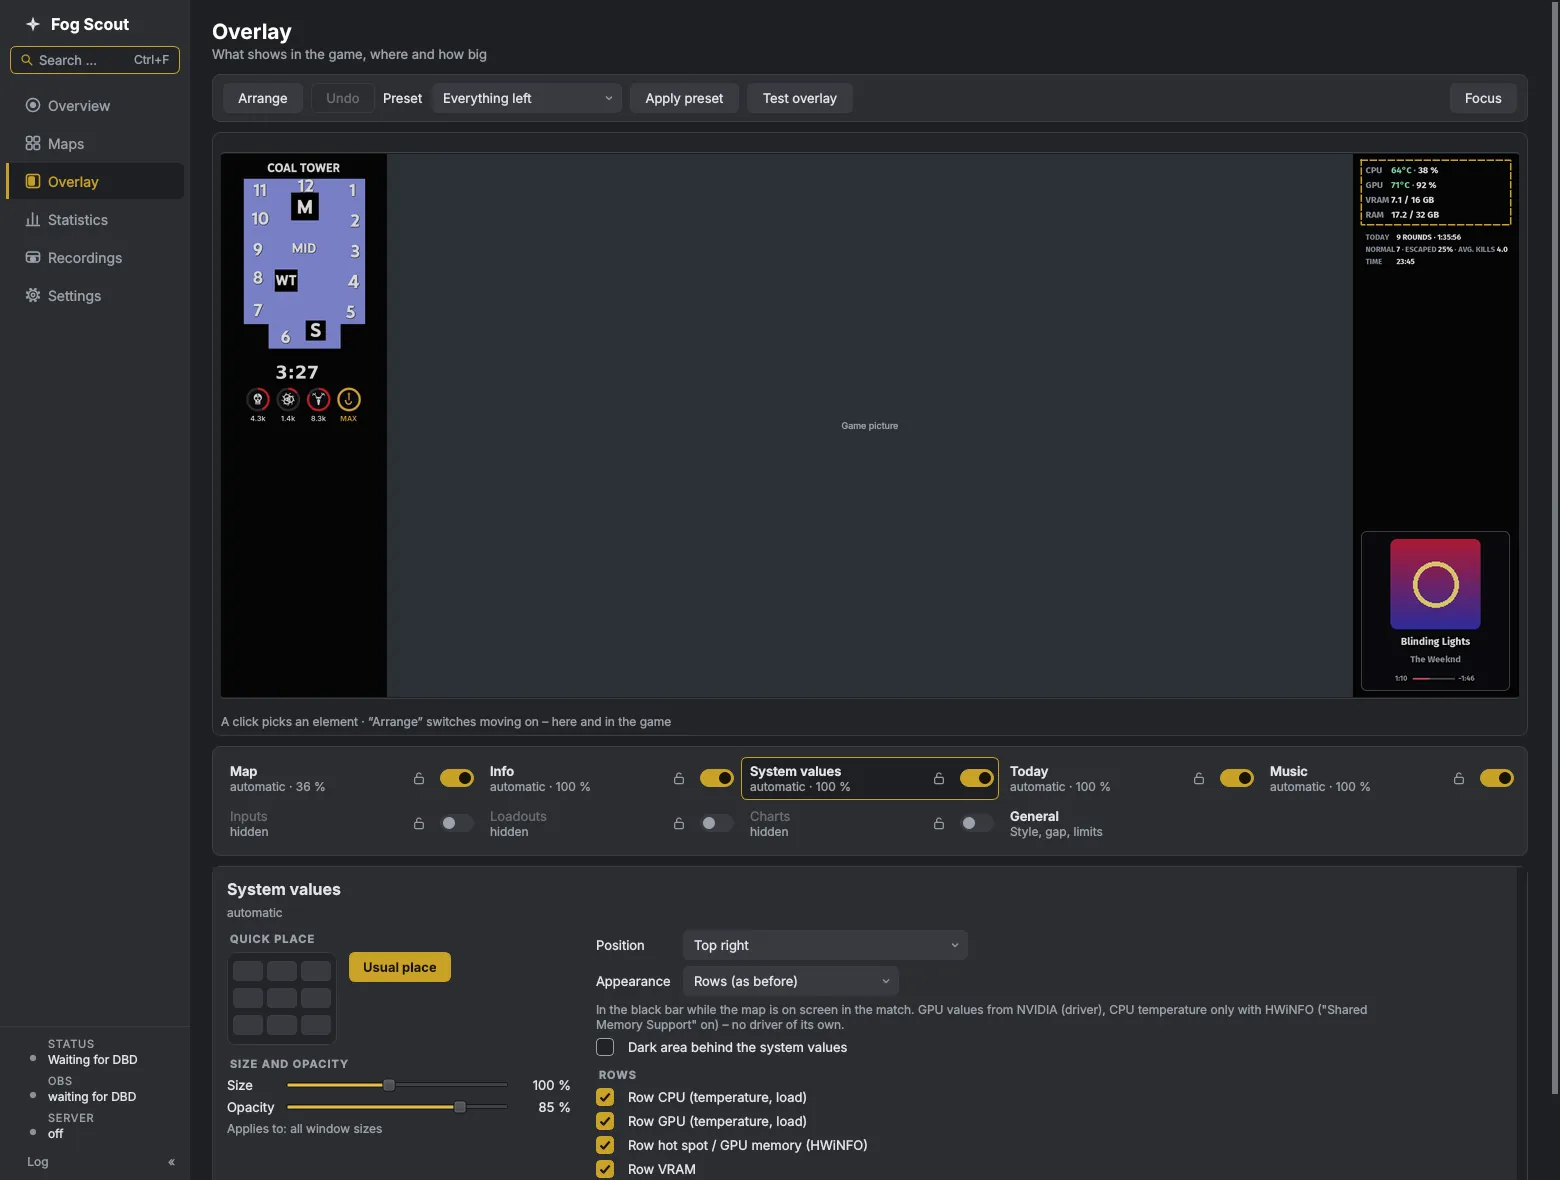 Fog Scout
Search ... Ctrl+F
Overview
Maps
Overlay
Statistics
Recordings
Settings
STATUS
Waiting for DBD
OBS
waiting for DBD
SERVER
off
Log «
Overlay
What shows in the game, where and how big
Arrange Undo Preset Everything left Apply preset Test overlay Focus
COAL TOWER
11 12 1
M
10 2
9 MID 3
8 WT 4
7 5
6 S
3:27
4.3k 1.4k 8.3k MAX
Game picture
CPU 64°C · 38 %
GPU 71°C · 92 %
VRAM 7.1 / 16 GB
RAM 17.2 / 32 GB
TODAY 9 ROUNDS · 1:35:56
NORMAL 7 · ESCAPED 25% · AVG. KILLS 4.0
TIME 23:45
Blinding Lights
The Weeknd
1:10 -1:46
A click picks an element · “Arrange” switches moving on – here and in the game
Map
automatic · 36 %
Info
automatic · 100 %
System values
automatic · 100 %
Today
automatic · 100 %
Music
automatic · 100 %
Inputs
hidden
Loadouts
hidden
Charts
hidden
General
Style, gap, limits
System values
automatic
QUICK PLACE
Usual place
SIZE AND OPACITY
Size 100 %
Opacity 85 %
Applies to: all window sizes
Position Top right
Appearance Rows (as before)
In the black bar while the map is on screen in the match. GPU values from NVIDIA (driver), CPU temperature only with HWiNFO ("Shared
Memory Support" on) – no driver of its own.
Dark area behind the system values
ROWS
Row CPU (temperature, load)
Row GPU (temperature, load)
Row hot spot / GPU memory (HWiNFO)
Row VRAM